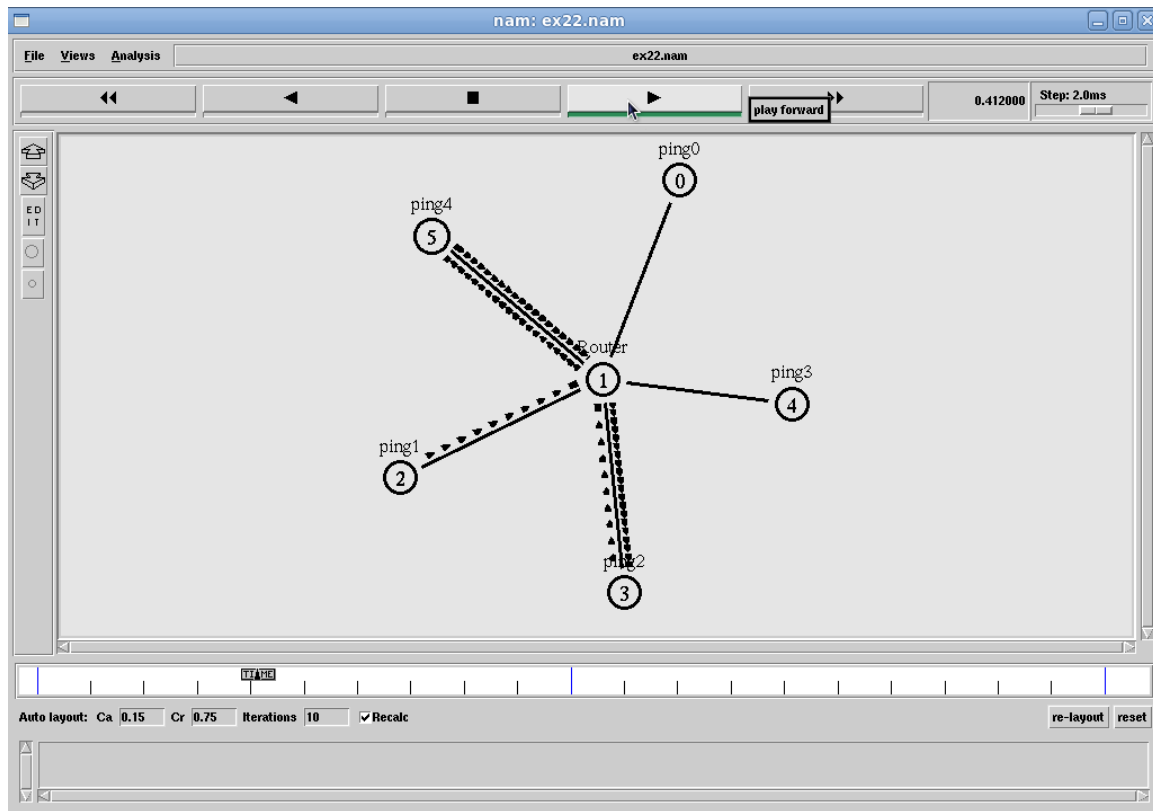 nam: ex22.nam
File Views Analysis ex22.nam
0.412000 Step: 2.0ms
play forward
E D
I T
ping0
0
ping4
5
Router
1
ping3
4
ping1
2
ping2
3
TIME
Auto layout: Ca 0.15 Cr 0.75 Iterations 10 Recalc re-layout reset